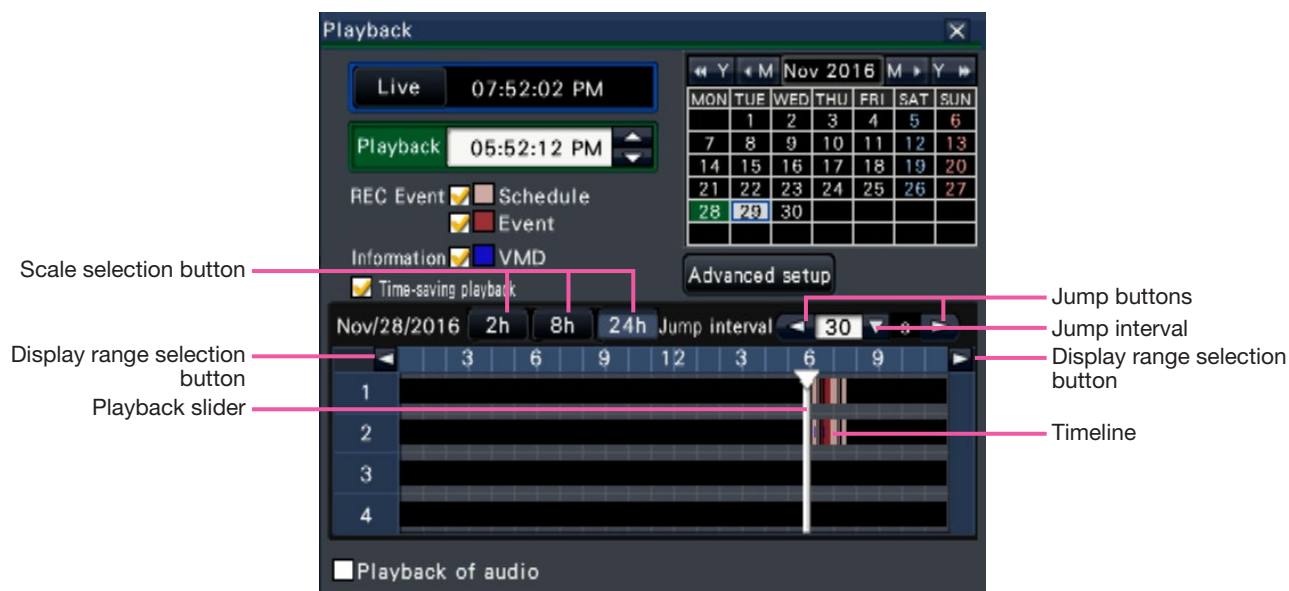 Playback
Live 07:52:02 PM
Playback 05:52:12 PM
REC Event Schedule
Event
Information VMD
Time-saving playback
Y M Nov 2016 M Y
MON TUE WED THU FRI SAT SUN
1 2 3 4 5 6
7 8 9 10 11 12 13
14 15 16 17 18 19 20
21 22 23 24 25 26 27
28 29 30
Advanced setup
Nov/28/2016 2h 8h 24h Jump interval 30 s
3 6 9 12 3 6 9
1
2
3
4
Playback of audio
Scale selection button
Display range selection
button
Playback slider
Jump buttons
Jump interval
Display range selection
button
Timeline